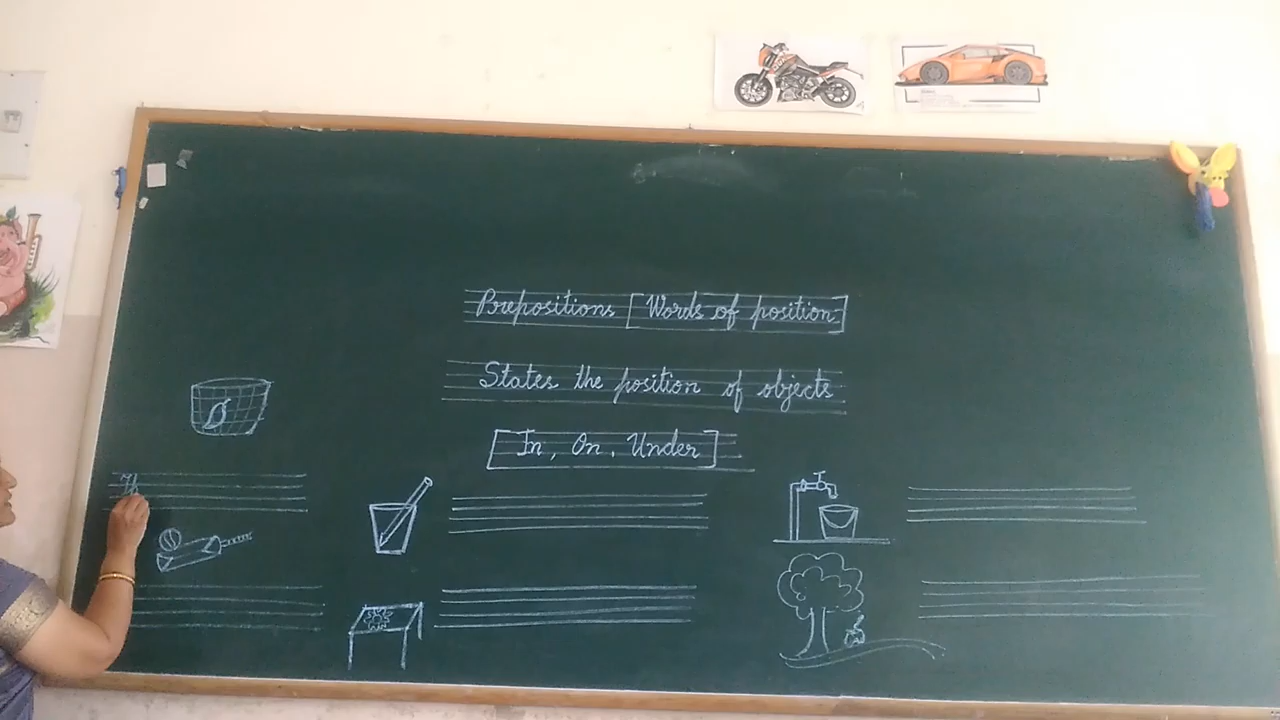 Prepositions [Words of position]
States the position of objects
[In, On, Under]